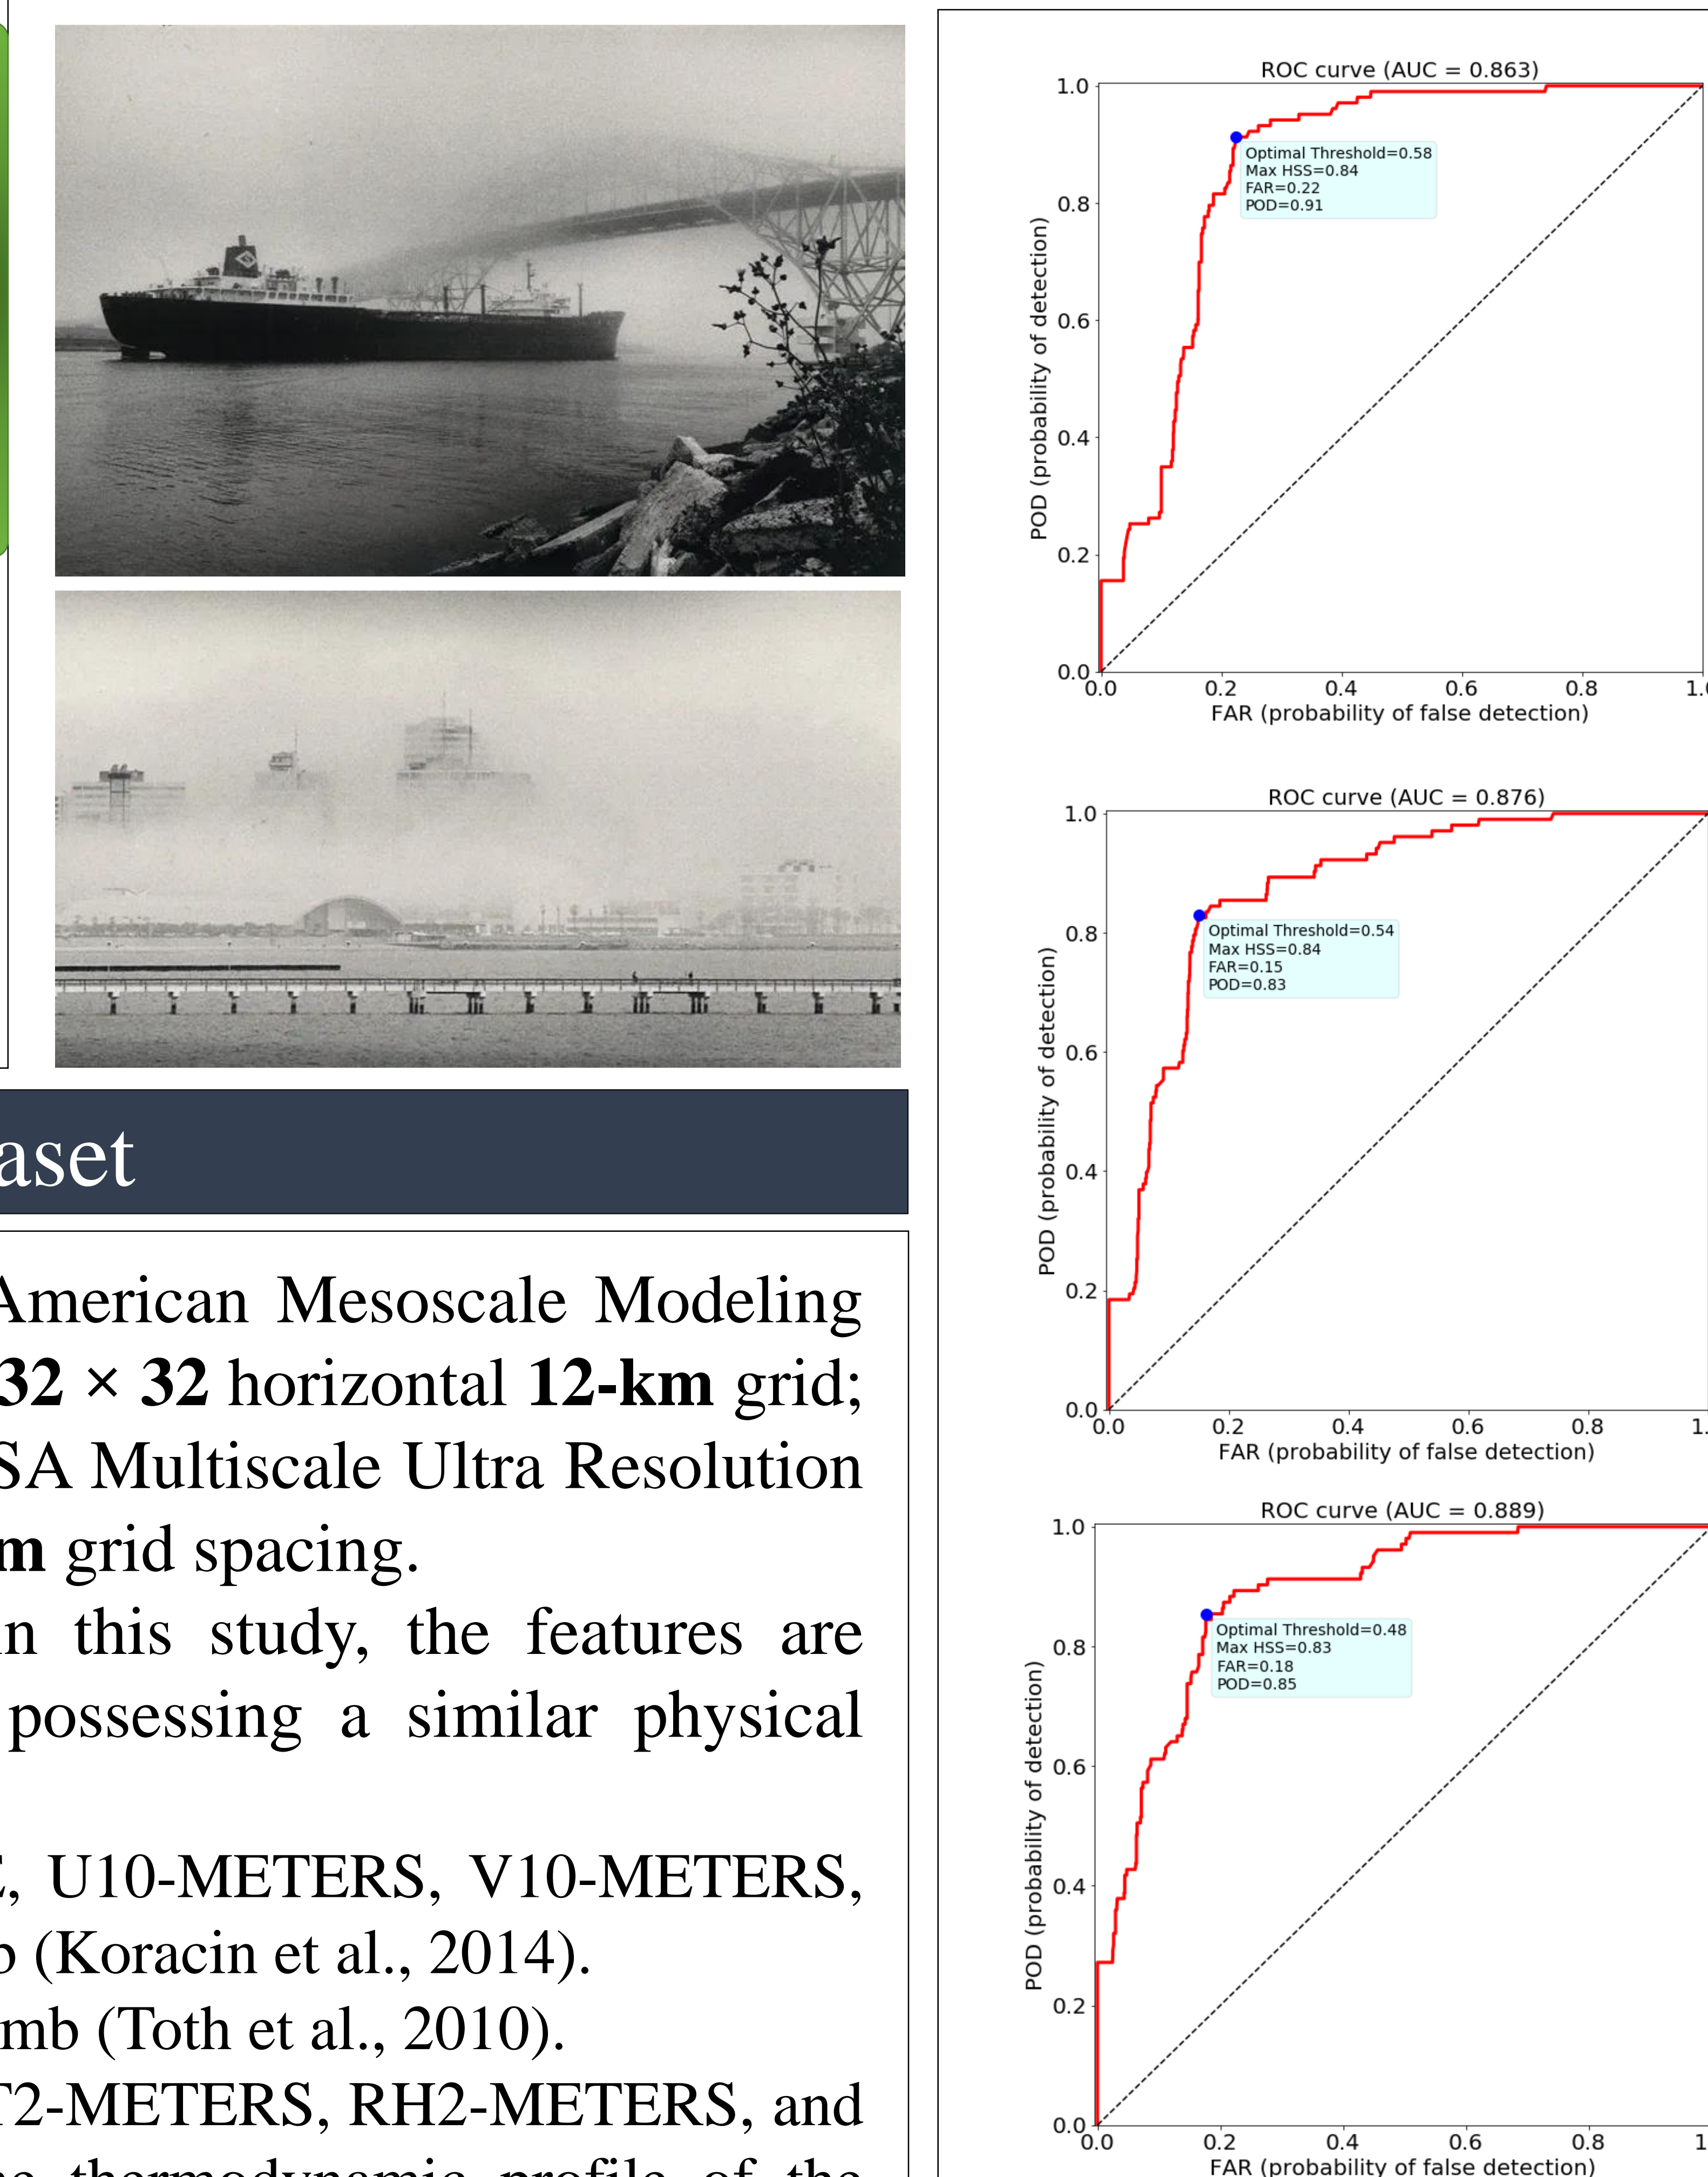 aset
American Mesoscale Modeling
32 × 32 horizontal 12-km grid;
SA Multiscale Ultra Resolution
m grid spacing.
in this study, the features are
possessing a similar physical
E, U10-METERS, V10-METERS,
b (Koracin et al., 2014).
mb (Toth et al., 2010).
T2-METERS, RH2-METERS, and
thermodynamic profile of the
ROC curve (AUC = 0.863)
POD (probability of detection)
1.0
0.8
0.6
0.4
0.2
0.0
Optimal Threshold=0.58
Max HSS=0.84
FAR=0.22
POD=0.91
0.0 0.2 0.4 0.6 0.8 1.0
FAR (probability of false detection)
ROC curve (AUC = 0.876)
POD (probability of detection)
1.0
0.8
0.6
0.4
0.2
0.0
Optimal Threshold=0.54
Max HSS=0.84
FAR=0.15
POD=0.83
0.0 0.2 0.4 0.6 0.8 1.
FAR (probability of false detection)
ROC curve (AUC = 0.889)
POD (probability of detection)
1.0
0.8
0.6
0.4
0.2
0.0
Optimal Threshold=0.48
Max HSS=0.83
FAR=0.18
POD=0.85
0.0 0.2 0.4 0.6 0.8 1
FAR (probability of false detection)